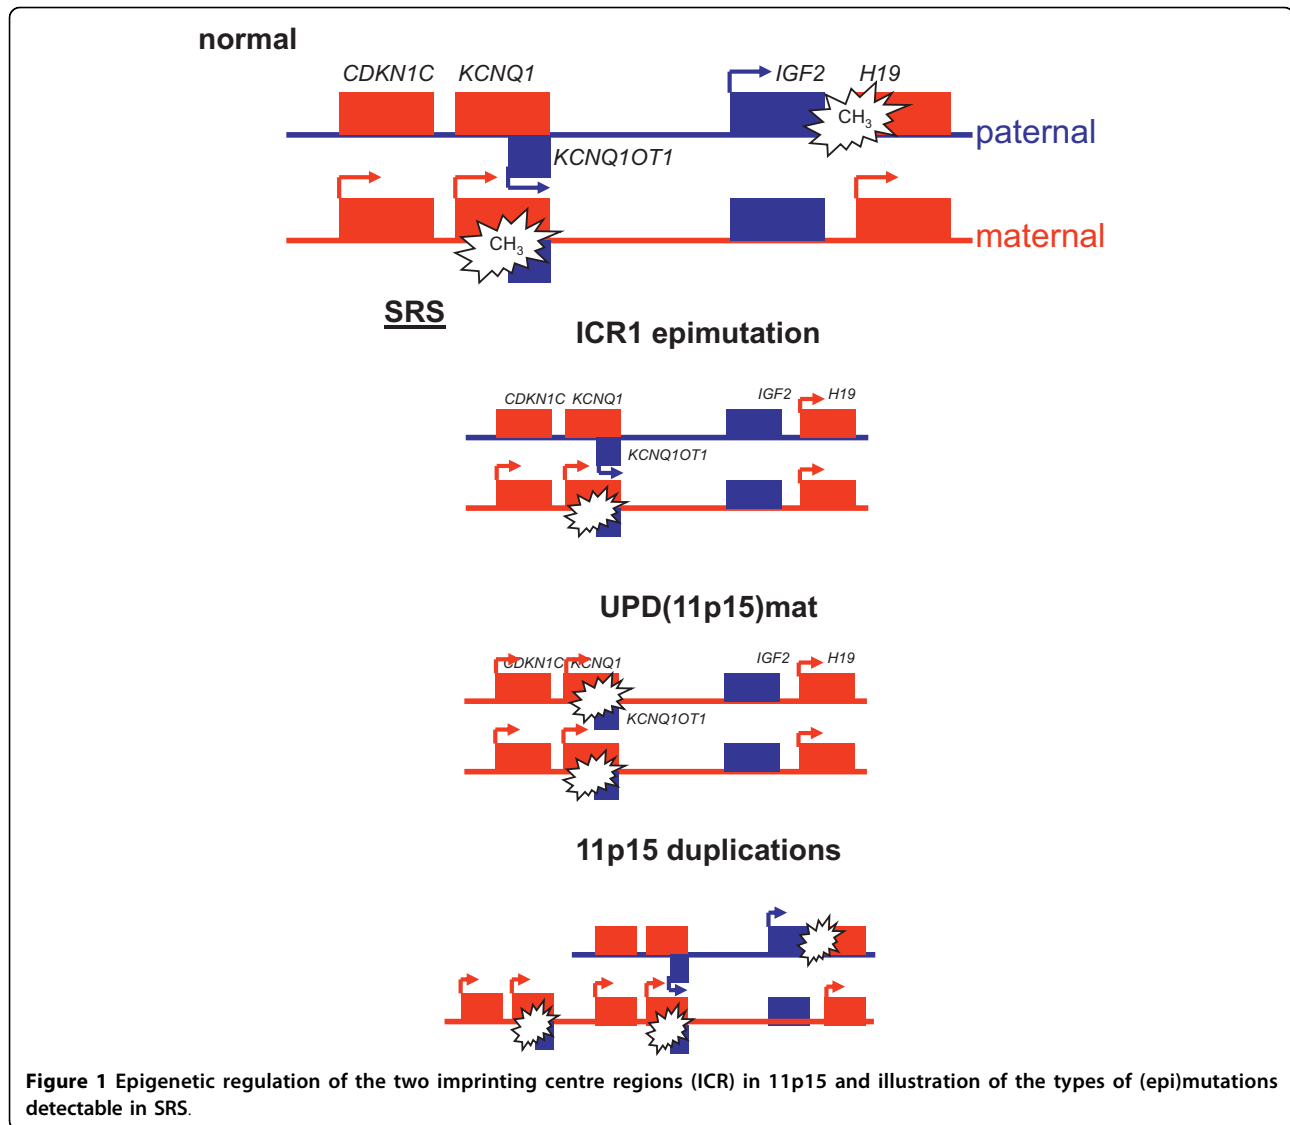 normal
CDKN1C KCNQ1 IGF2 H19
CH3
paternal
KCNQ1OT1
CH3
maternal
SRS
ICR1 epimutation
CDKN1C KCNQ1 IGF2 H19
KCNQ1OT1
UPD(11p15)mat
CDKN1C KCNQ1 IGF2 H19
KCNQ1OT1
11p15 duplications
Figure 1 Epigenetic regulation of the two imprinting centre regions (ICR) in 11p15 and illustration of the types of (epi)mutations
detectable in SRS.